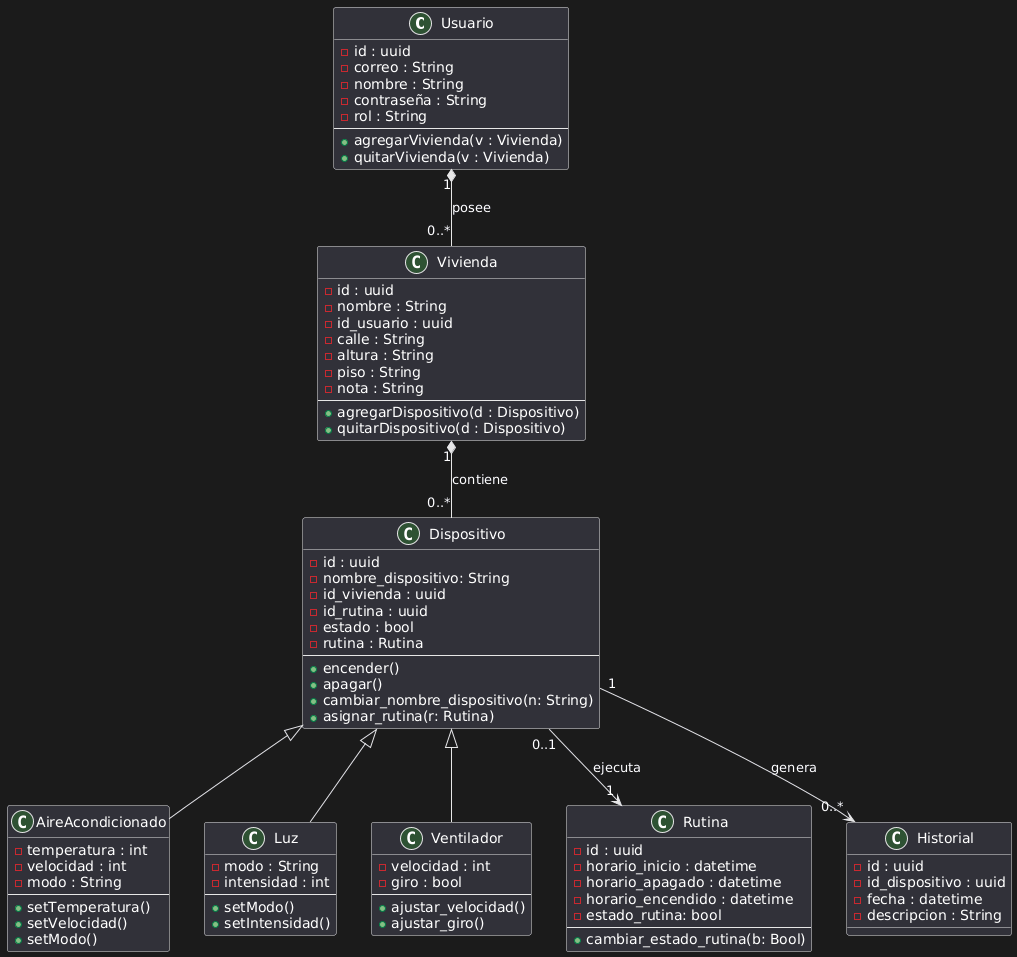 C Usuario
id : uuid
correo : String
nombre : String
contraseña : String
rol : String
agregarVivienda(v : Vivienda)
quitarVivienda(v : Vivienda)
1
posee
0..*
C Vivienda
id : uuid
nombre : String
id_usuario : uuid
calle : String
altura : String
piso : String
nota : String
agregarDispositivo(d : Dispositivo)
quitarDispositivo(d : Dispositivo)
1
contiene
0..*
C Dispositivo
id : uuid
nombre_dispositivo: String
id_vivienda : uuid
id_rutina : uuid
estado : bool
rutina : Rutina
encender()
apagar()
cambiar_nombre_dispositivo(n: String)
asignar_rutina(r: Rutina)
1
0..1
ejecuta
genera
1
0..*
C AireAcondicionado
temperatura : int
velocidad : int
modo : String
setTemperatura()
setVelocidad()
setModo()
C Luz
modo : String
intensidad : int
setModo()
setIntensidad()
C Ventilador
velocidad : int
giro : bool
ajustar_velocidad()
ajustar_giro()
C Rutina
id : uuid
horario_inicio : datetime
horario_apagado : datetime
horario_encendido : datetime
estado_rutina: bool
cambiar_estado_rutina(b: Bool)
C Historial
id : uuid
id_dispositivo : uuid
fecha : datetime
descripcion : String